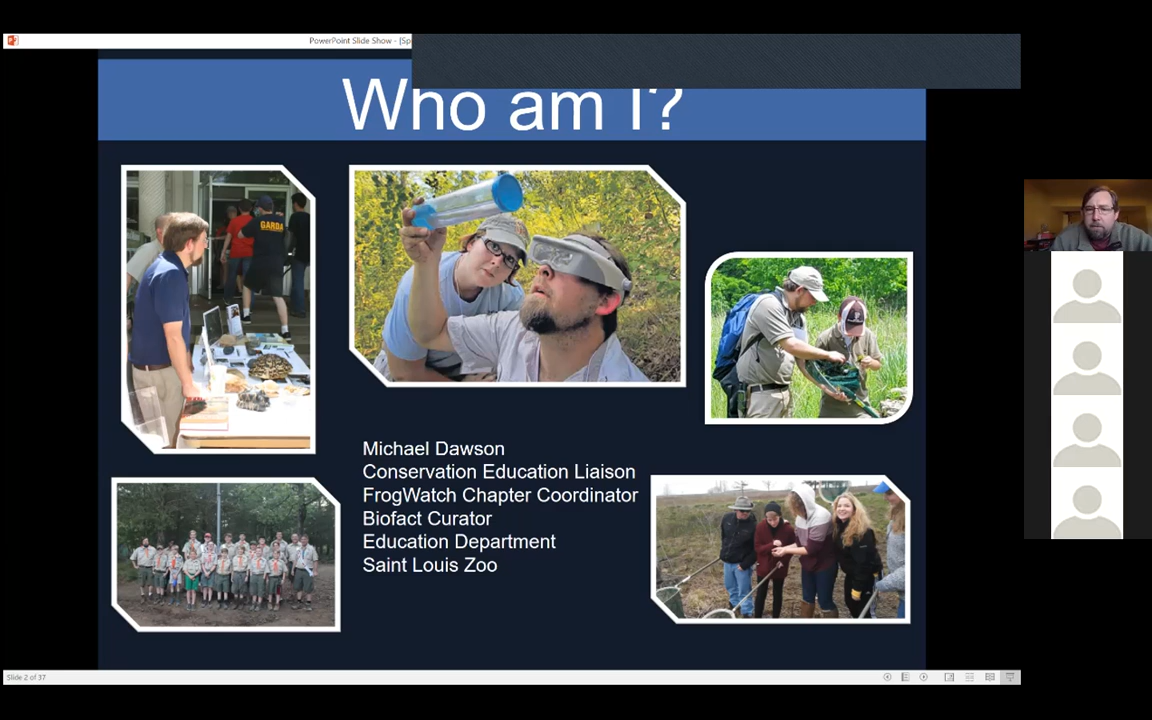 PowerPoint Slide Show - [Sp
Who am I?
GARDA
Michael Dawson
Conservation Education Liaison
FrogWatch Chapter Coordinator
Biofact Curator
Education Department
Saint Louis Zoo
Slide 2 of 37